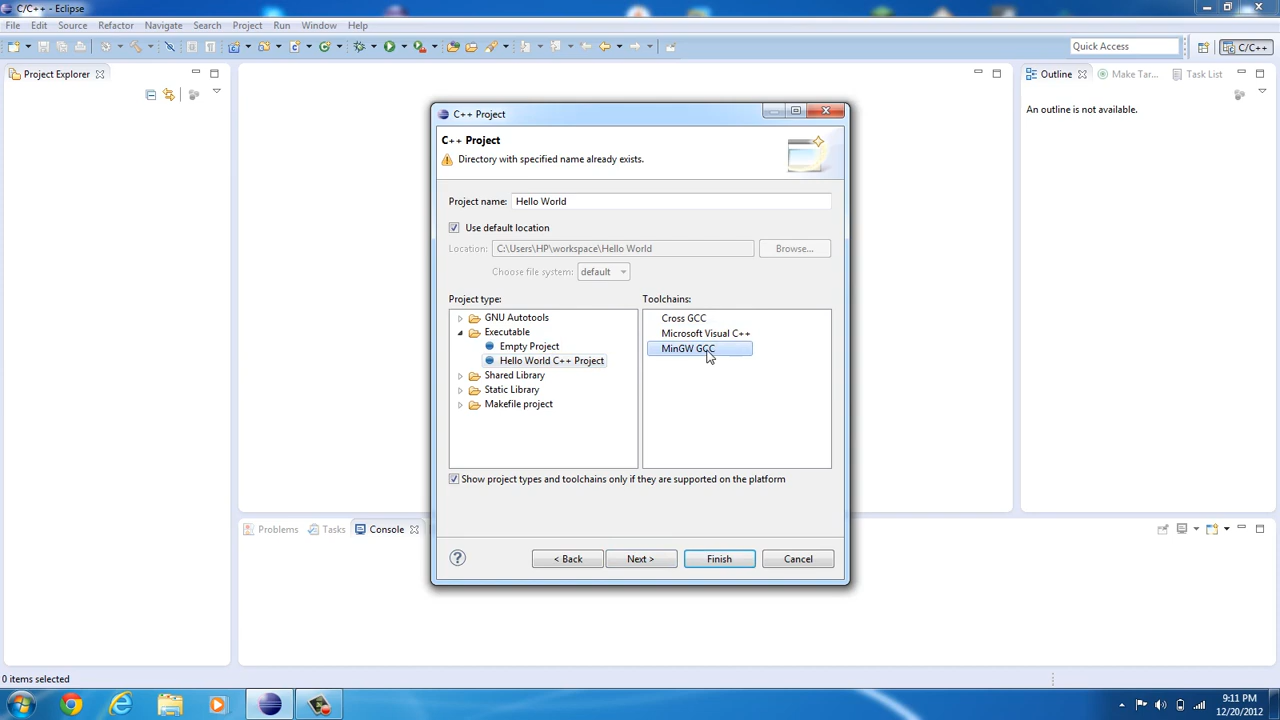 C/C++ - Eclipse
File Edit Source Refactor Navigate Search Project Run Window Help
Quick Access
C/C++
Project Explorer
Outline
Make Tar...
Task List
An outline is not available.
C++ Project
C++ Project
Directory with specified name already exists.
Project name: Hello World
Use default location
Location: C:\Users\HP\workspace\Hello World Browse...
Choose file system: default
Project type:
GNU Autotools
Executable
Empty Project
Hello World C++ Project
Shared Library
Static Library
Makefile project
Toolchains:
Cross GCC
Microsoft Visual C++
MinGW GCC
Show project types and toolchains only if they are supported on the platform
? < Back Next > Finish Cancel
Problems Tasks Console
0 items selected
9:11 PM
12/20/2012